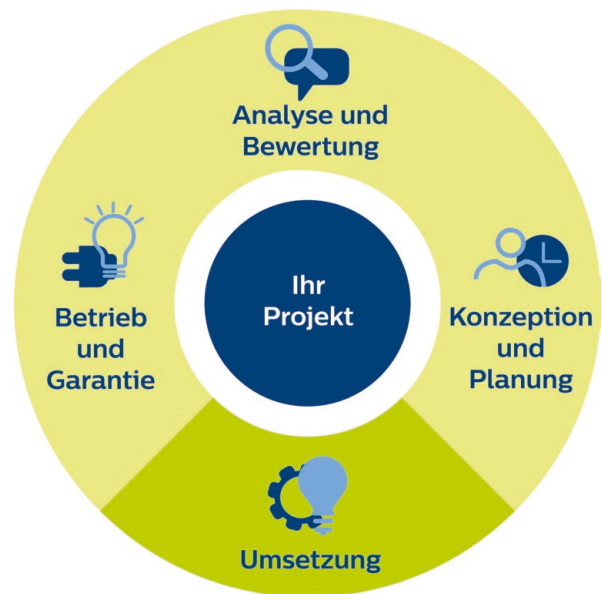 Analyse und
Bewertung
Ihr
Projekt
Betrieb
und
Garantie
Konzeption
und
Planung
Umsetzung